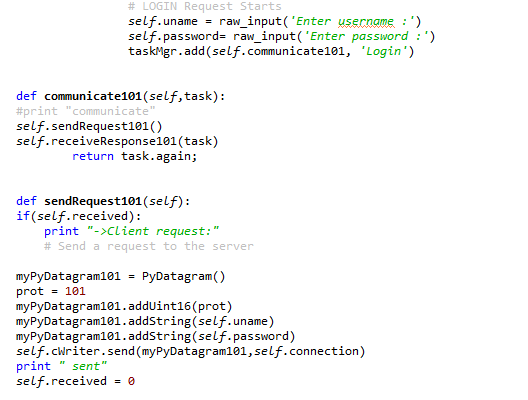 # LOGIN Request Starts
self.uname = raw_input('Enter username :')
self.password= raw_input('Enter password :')
taskMgr.add(self.communicate101, 'Login')
def communicate101(self,task):
#print "communicate"
self.sendRequest101()
self.receiveResponse101(task)
return task.again;
def sendRequest101(self):
if(self.received):
print "->Client request:"
# Send a request to the server
myPyDatagram101 = PyDatagram()
prot = 101
myPyDatagram101.addUint16(prot)
myPyDatagram101.addString(self.uname)
myPyDatagram101.addString(self.password)
self.cWriter.send(myPyDatagram101,self.connection)
print " sent"
self.received = 0